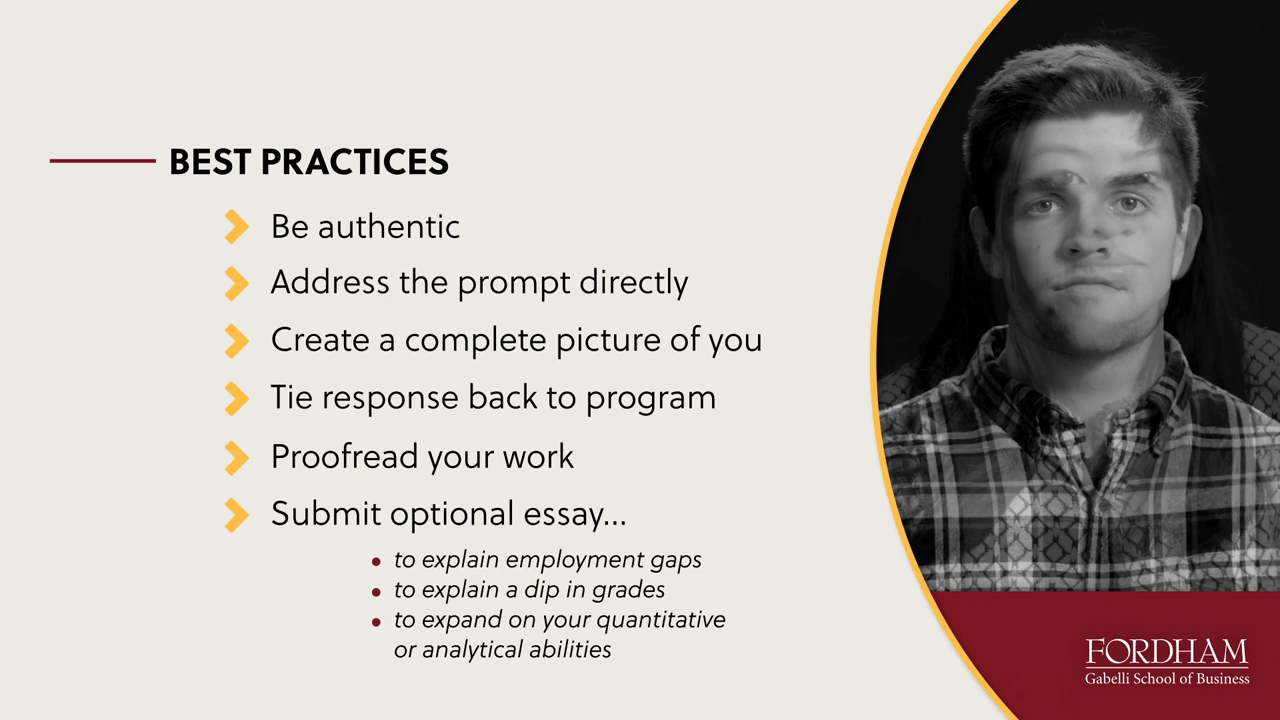 BEST PRACTICES
Be authentic
Address the prompt directly
Create a complete picture of you
Tie response back to program
Proofread your work
Submit optional essay...
to explain employment gaps
to explain a dip in grades
to expand on your quantitative
or analytical abilities
FORDHAM
Gabelli School of Business